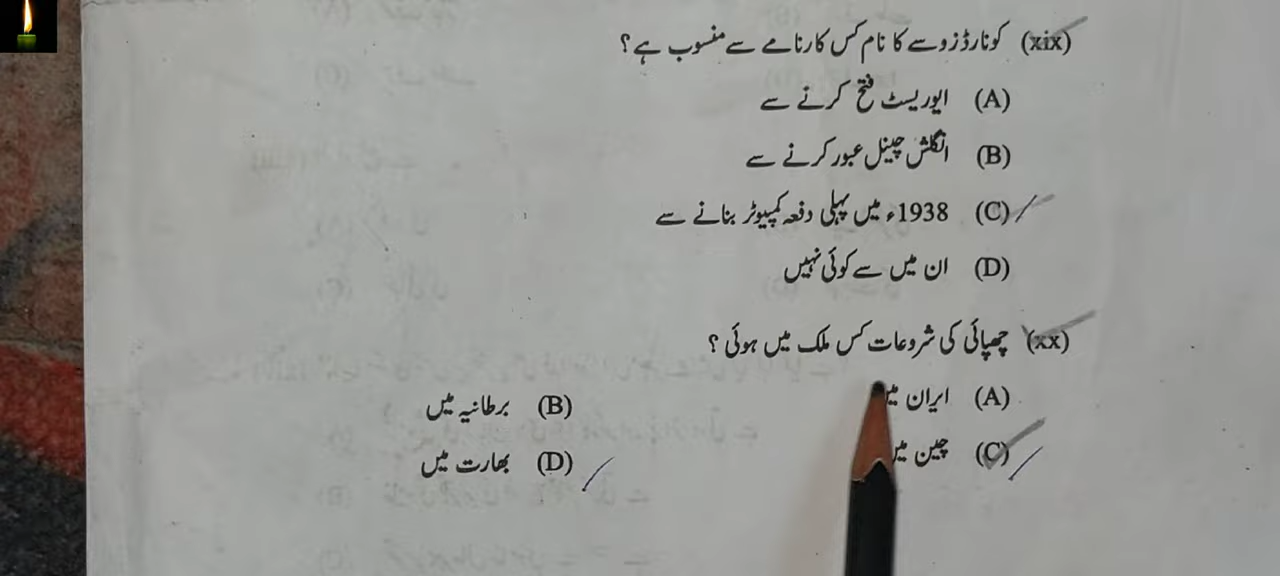 (xix) کونارڈ زوسے کا نام کس کارنامے سے منسوب ہے؟
(A) ایوریسٹ فتح کرنے سے
(B) انگلش چینل عبور کرنے سے
(C) 1938ء میں پہلی دفعہ کمپیوٹر بنانے سے
(D) ان میں سے کوئی نہیں
(xx) چھپائی کی شروعات کس ملک میں ہوئی ؟
(A) ایران میں (B) برطانیہ میں
(C) چین میں (D) بھارت میں